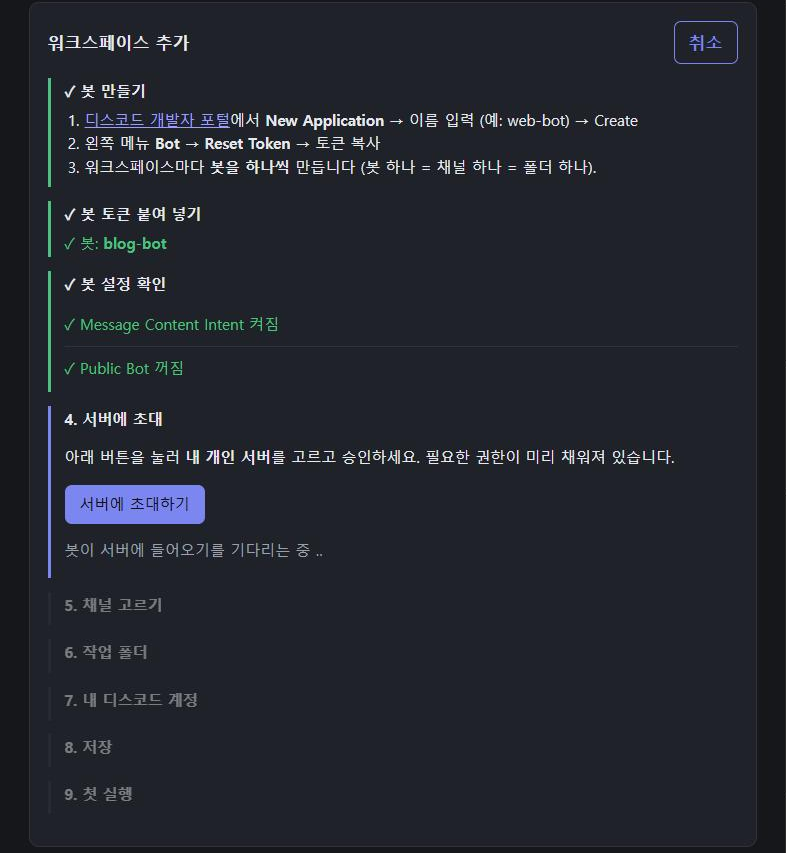 워크스페이스 추가
취소
✓ 봇 만들기
1. 디스코드 개발자 포털에서 New Application → 이름 입력 (예: web-bot) → Create
2. 왼쪽 메뉴 Bot → Reset Token → 토큰 복사
3. 워크스페이스마다 봇을 하나씩 만듭니다 (봇 하나 = 채널 하나 = 폴더 하나).
✓ 봇 토큰 붙여 넣기
✓ 봇: blog-bot
✓ 봇 설정 확인
✓ Message Content Intent 켜짐
✓ Public Bot 꺼짐
4. 서버에 초대
아래 버튼을 눌러 내 개인 서버를 고르고 승인하세요. 필요한 권한이 미리 채워져 있습니다.
서버에 초대하기
봇이 서버에 들어오기를 기다리는 중 ..
5. 채널 고르기
6. 작업 폴더
7. 내 디스코드 계정
8. 저장
9. 첫 실행